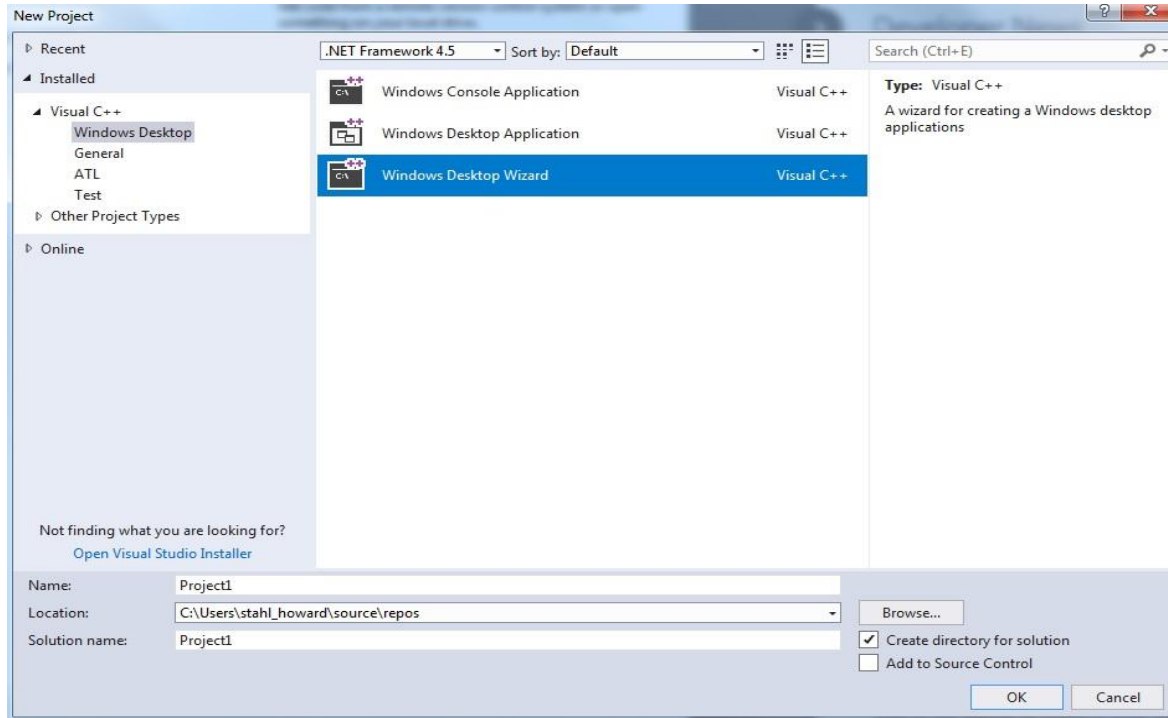 New Project
Recent
.NET Framework 4.5 Sort by: Default
Search (Ctrl+E)
Installed
Visual C++
Windows Desktop
General
ATL
Test
Other Project Types
Online
Windows Console Application Visual C++
Windows Desktop Application Visual C++
Windows Desktop Wizard Visual C++
Type: Visual C++
A wizard for creating a Windows desktop
applications
Not finding what you are looking for?
Open Visual Studio Installer
Name: Project1
Location: C:\Users\stahl_howard\source\repos
Browse...
Solution name: Project1
Create directory for solution
Add to Source Control
OK Cancel